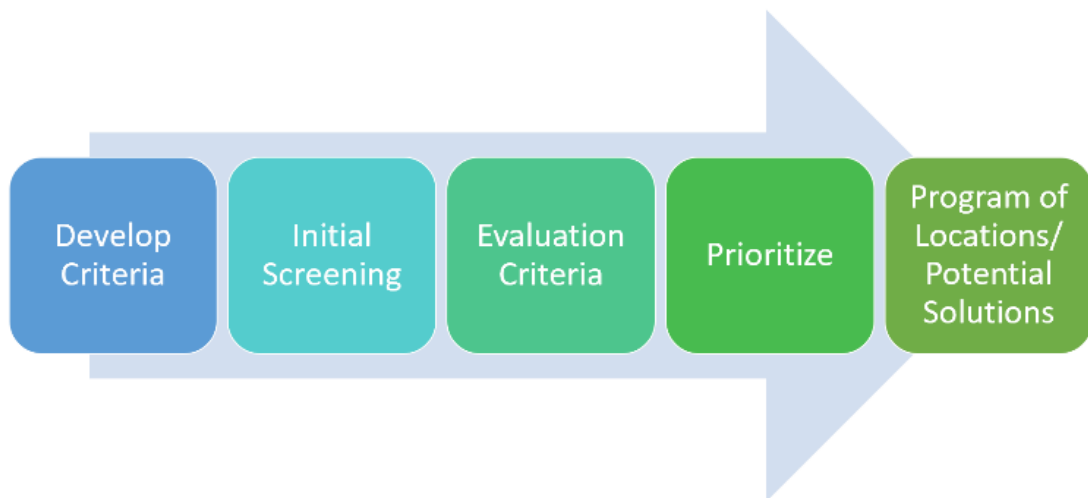 Develop
Criteria
Initial
Screening
Evaluation
Criteria
Prioritize
Program of
Locations/
Potential
Solutions